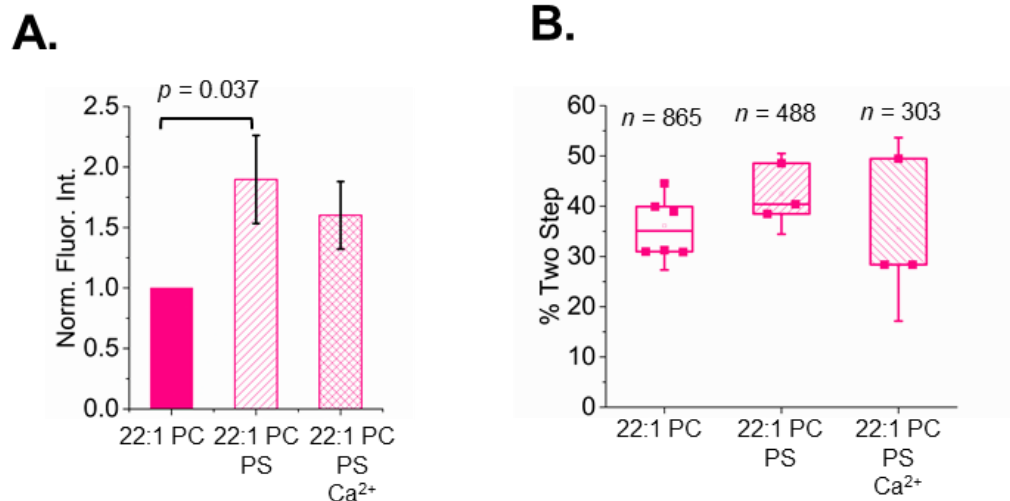 A.
p = 0.037
2.5
2.0
1.5
1.0
0.5
0.0
Norm. Fluor. Int.
22:1 PC
22:1 PC
PS
22:1 PC
PS
Ca²⁺
B.
n = 865
n = 488
n = 303
60
50
40
30
20
10
0
% Two Step
22:1 PC
22:1 PC
PS
22:1 PC
PS
Ca²⁺